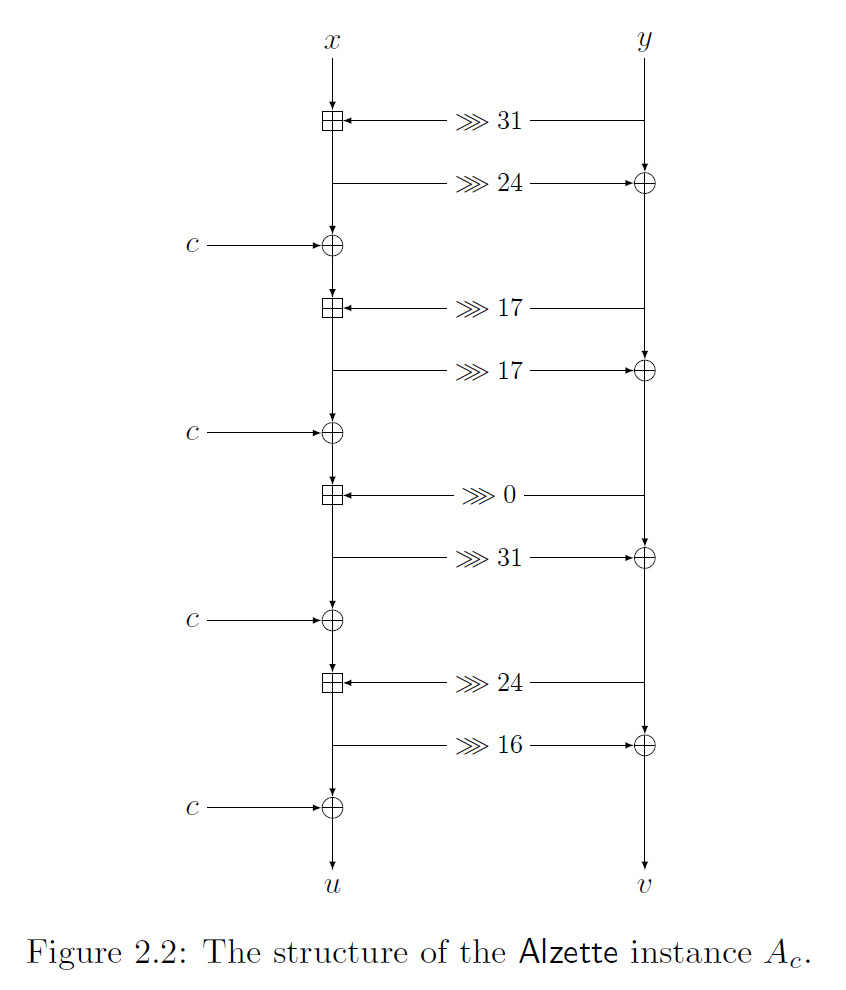 x y
⋙ 31
⋙ 24
c
⋙ 17
⋙ 17
c
⋙ 0
⋙ 31
c
⋙ 24
⋙ 16
c
u v
Figure 2.2: The structure of the Alzette instance A_c.